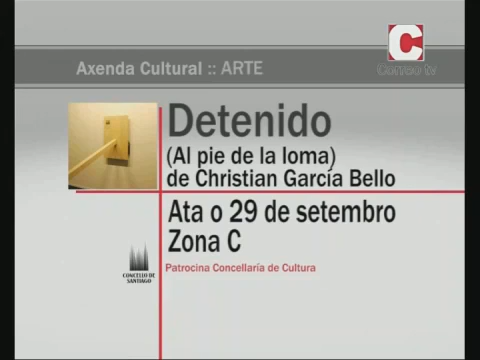 C
Correo tv
Axenda Cultural :: ARTE
Detenido
(Al pie de la loma)
de Christian García Bello
Ata o 29 de setembro
Zona C
CONCELLO DE
SANTIAGO
Patrocina Concellaría de Cultura